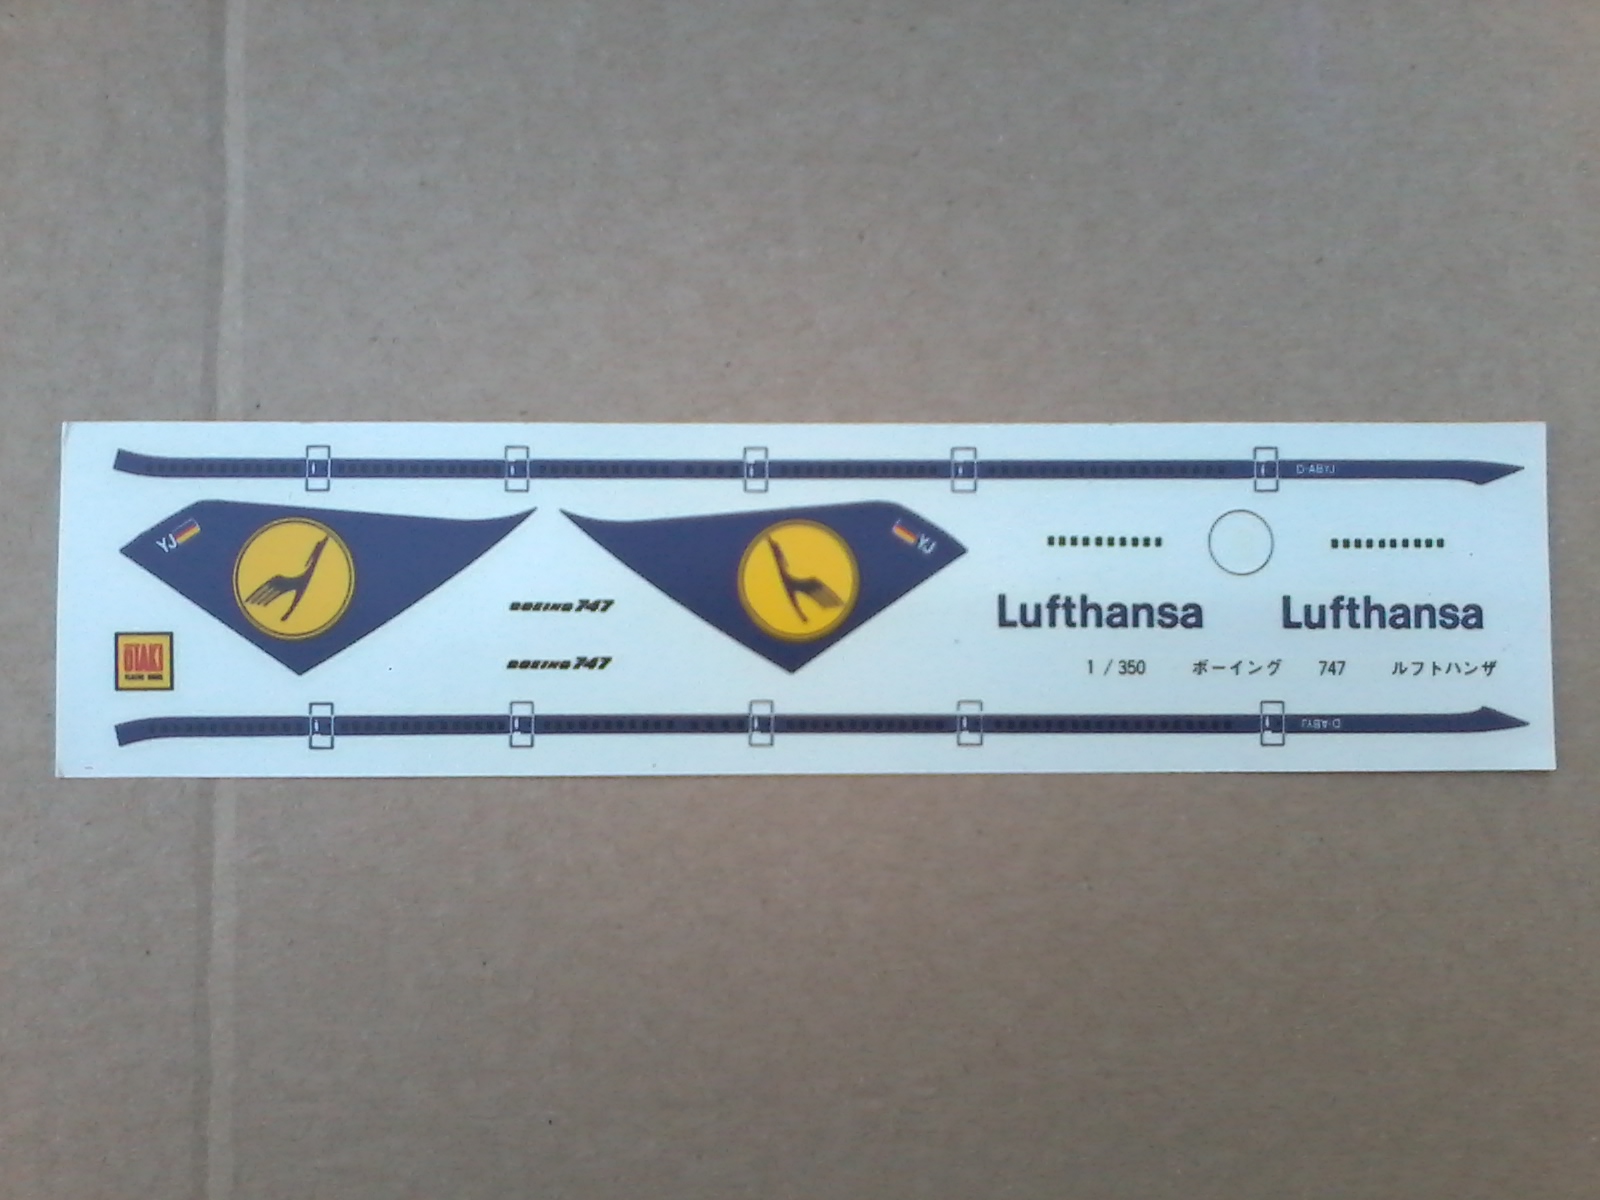 D-ABYJ
YJ
YJ
BOEING 747
Lufthansa
Lufthansa
OTAKI
BOEING 747
1 / 350 ボーイング 747 ルフトハンザ
D-ABYJ